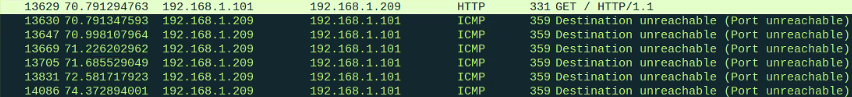 13629 70.791294763 192.168.1.101 192.168.1.209 HTTP 331 GET / HTTP/1.1
13630 70.791347593 192.168.1.209 192.168.1.101 ICMP 359 Destination unreachable (Port unreachable)
13647 70.998107964 192.168.1.209 192.168.1.101 ICMP 359 Destination unreachable (Port unreachable)
13669 71.226202962 192.168.1.209 192.168.1.101 ICMP 359 Destination unreachable (Port unreachable)
13705 71.685529049 192.168.1.209 192.168.1.101 ICMP 359 Destination unreachable (Port unreachable)
13831 72.581717923 192.168.1.209 192.168.1.101 ICMP 359 Destination unreachable (Port unreachable)
14086 74.372894001 192.168.1.209 192.168.1.101 ICMP 359 Destination unreachable (Port unreachable)